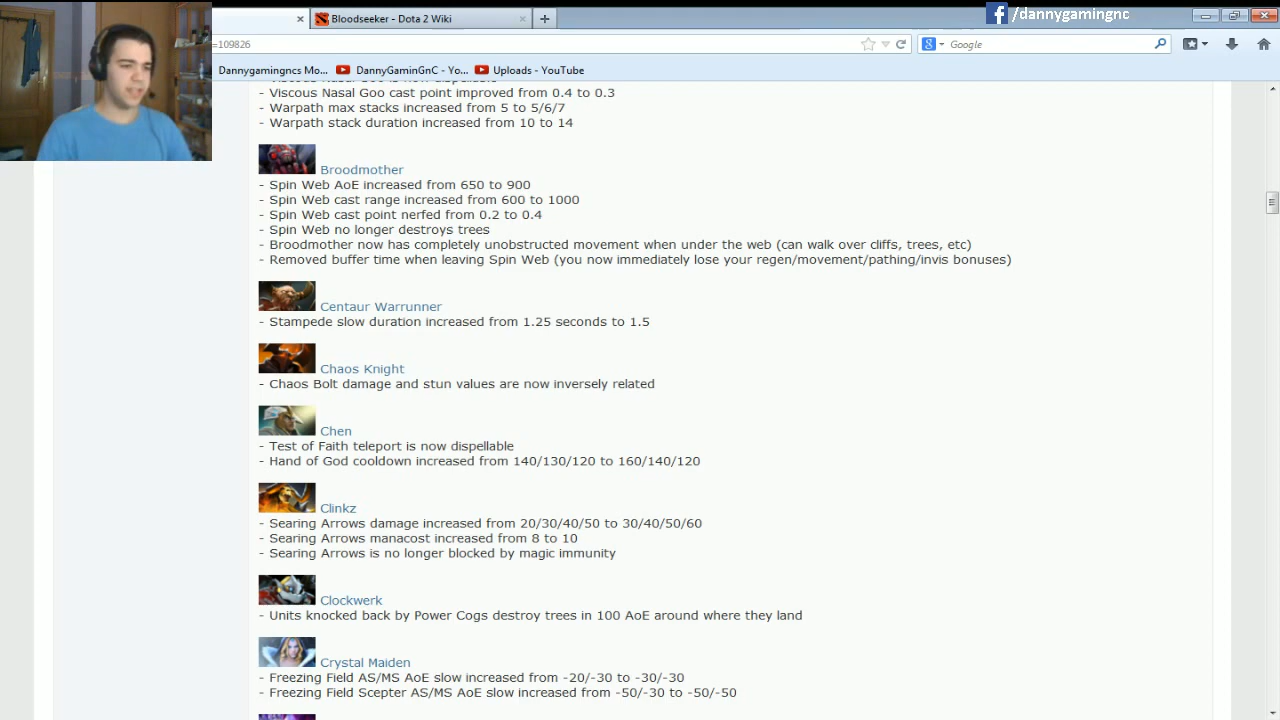 /dannygamingnc
Bloodseeker - Dota 2 Wiki
=109826
Google
Dannygamingncs Mo...
DannyGaminGnC - Yo...
Uploads - YouTube
- Viscous Nasal Goo cast point improved from 0.4 to 0.3
- Warpath max stacks increased from 5 to 5/6/7
- Warpath stack duration increased from 10 to 14
Broodmother
- Spin Web AoE increased from 650 to 900
- Spin Web cast range increased from 600 to 1000
- Spin Web cast point nerfed from 0.2 to 0.4
- Spin Web no longer destroys trees
- Broodmother now has completely unobstructed movement when under the web (can walk over cliffs, trees, etc)
- Removed buffer time when leaving Spin Web (you now immediately lose your regen/movement/pathing/invis bonuses)
Centaur Warrunner
- Stampede slow duration increased from 1.25 seconds to 1.5
Chaos Knight
- Chaos Bolt damage and stun values are now inversely related
Chen
- Test of Faith teleport is now dispellable
- Hand of God cooldown increased from 140/130/120 to 160/140/120
Clinkz
- Searing Arrows damage increased from 20/30/40/50 to 30/40/50/60
- Searing Arrows manacost increased from 8 to 10
- Searing Arrows is no longer blocked by magic immunity
Clockwerk
- Units knocked back by Power Cogs destroy trees in 100 AoE around where they land
Crystal Maiden
- Freezing Field AS/MS AoE slow increased from -20/-30 to -30/-30
- Freezing Field Scepter AS/MS AoE slow increased from -50/-30 to -50/-50